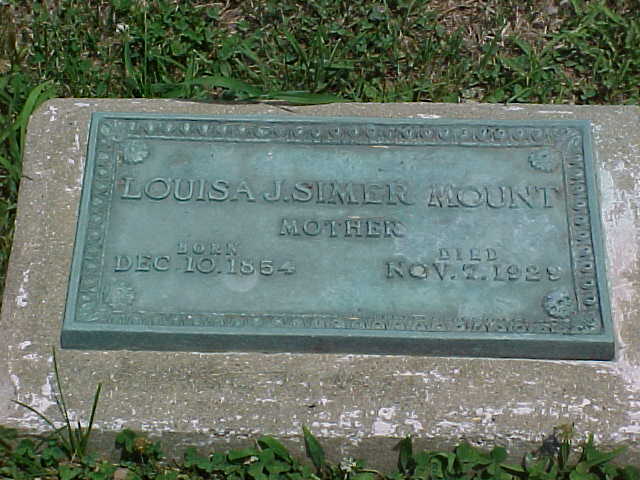 LOUISA J. SIMER MOUNT
MOTHER
BORN DIED
DEC. 10. 1854 NOV. 7. 1929